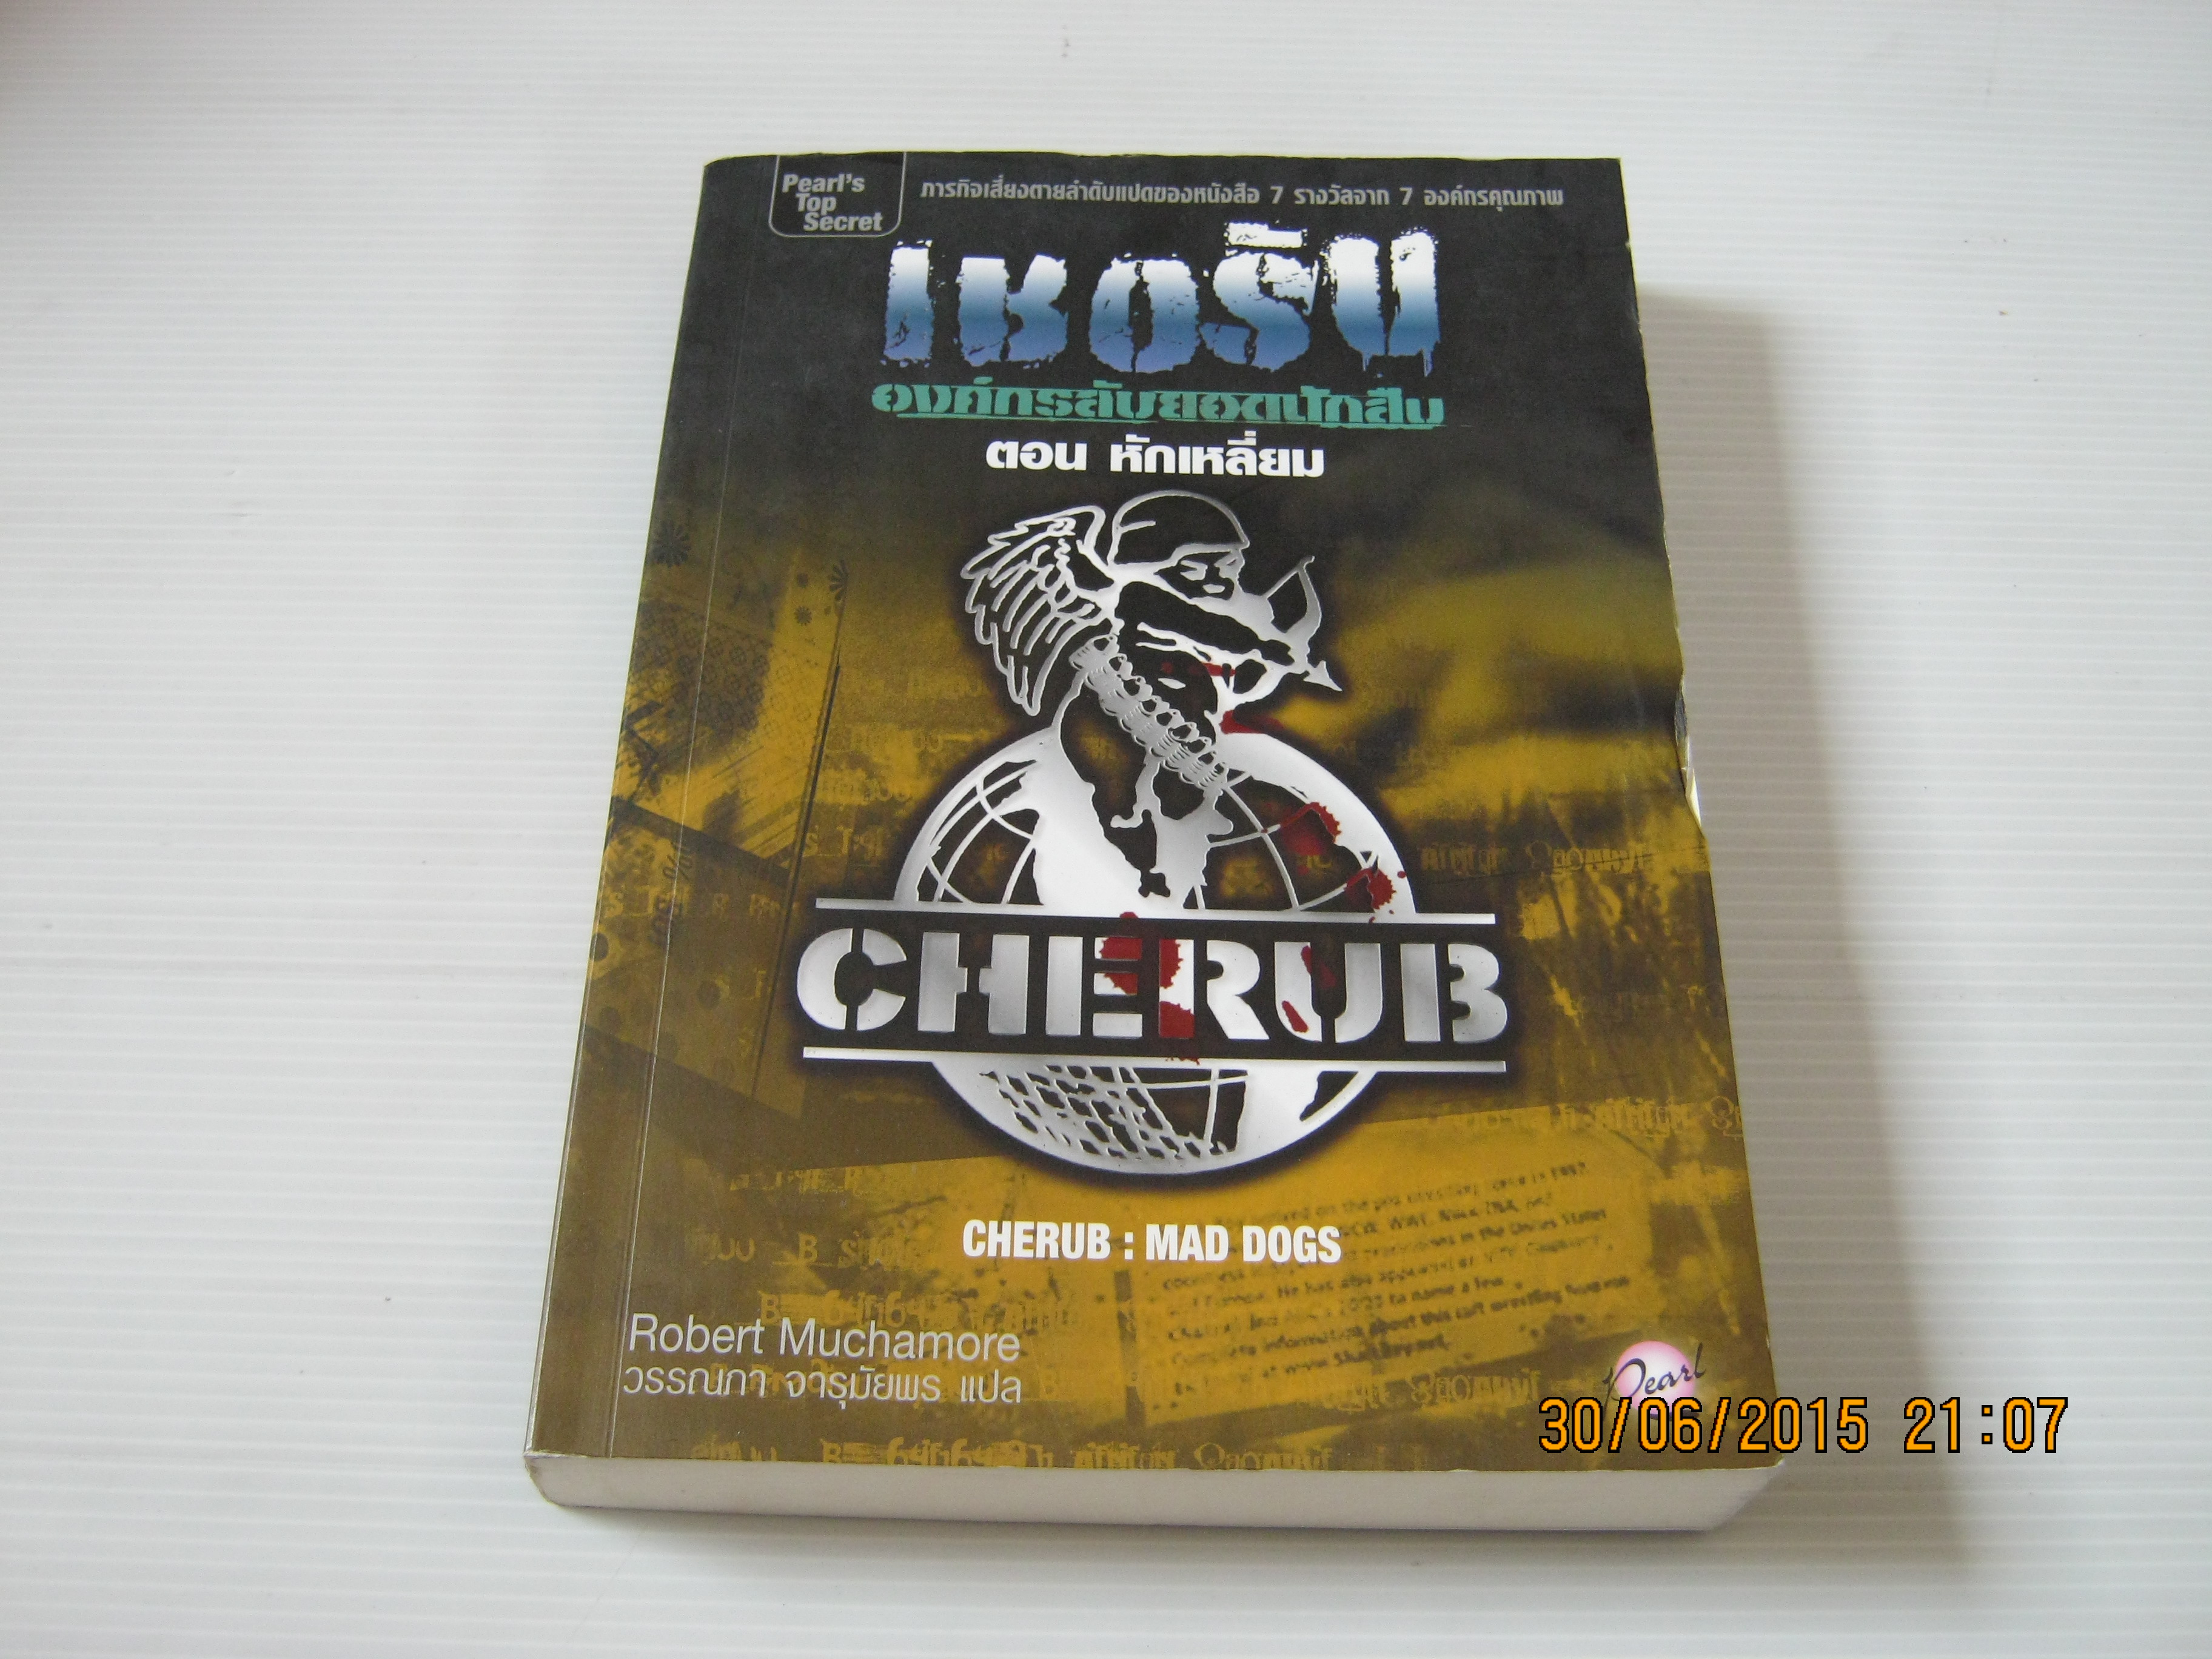 Pearl's
Top
Secret
ภารกิจเสี่ยงตายลำดับแปดของหนังสือ 7 รางวัลจาก 7 องค์กรคุณภาพ
เชอรับ
องค์กรลับยอดนักสืบ
ตอน หักเหลี่ยม
CHERUB
CHERUB : MAD DOGS
Robert Muchamore
วรรณภา จารุมัยพร แปล
Pearl
30/06/2015 21:07